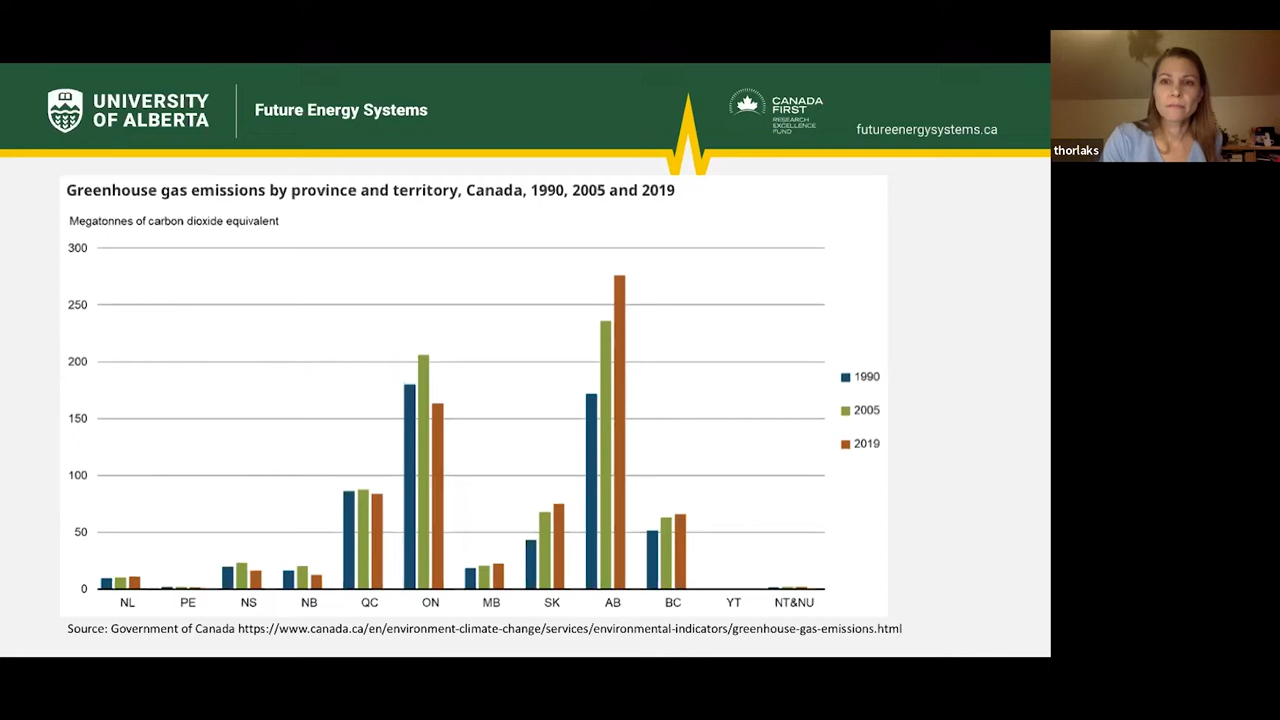 UNIVERSITY
OF ALBERTA
Future Energy Systems
CANADA
FIRST
RESEARCH
EXCELLENCE
FUND
futureenergysystems.ca
thorlaks
Greenhouse gas emissions by province and territory, Canada, 1990, 2005 and 2019
Megatonnes of carbon dioxide equivalent
300
250
200
150
100
50
0
NL PE NS NB QC ON MB SK AB BC YT NT&NU
1990
2005
2019
Source: Government of Canada https://www.canada.ca/en/environment-climate-change/services/environmental-indicators/greenhouse-gas-emissions.html